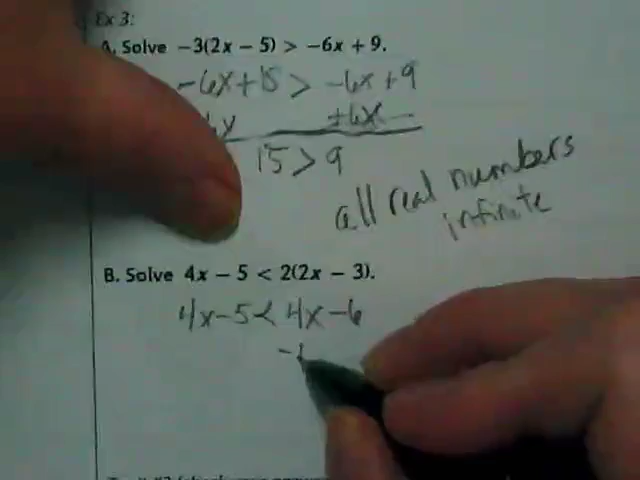 Ex 3:
A. Solve −3(2x − 5) > −6x + 9.
-6x+15 > -6x+9
+6x
15 > 9
all real numbers
infinite
B. Solve 4x − 5 < 2(2x − 3).
4x-5 < 4x-6